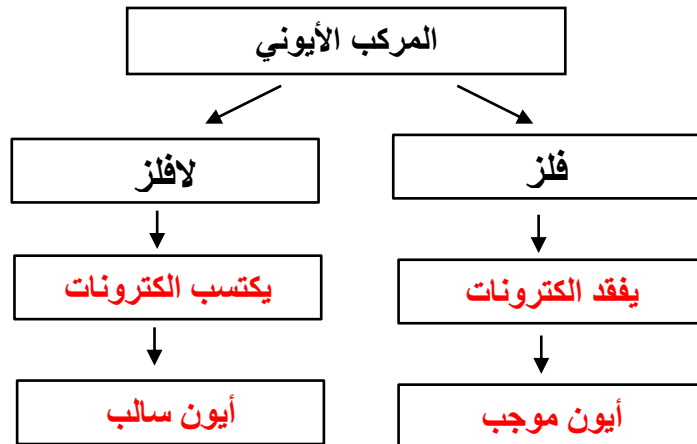 المركب الأيوني
فلز
لافلز
يفقد الكترونات
يكتسب الكترونات
أيون موجب
أيون سالب